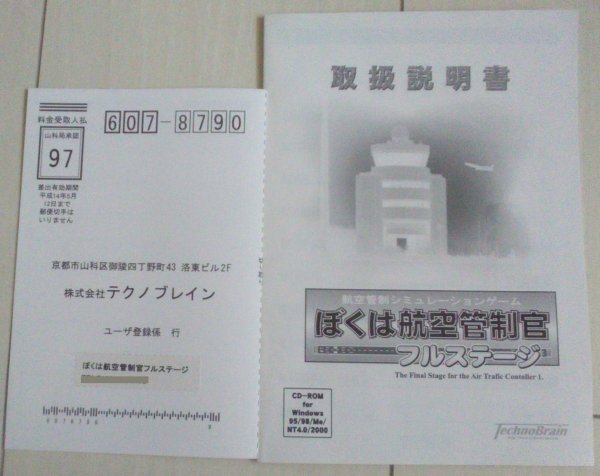 料金受取人払
山科局承認
97
差出有効期間
平成14年5月
12日まで
郵便切手は
いりません
607-8790
京都市山科区御陵四丁野町43 洛東ビル2F
株式会社テクノブレイン
ユーザ登録係 行
ぼくは航空管制官フルステージ
6078790
取扱説明書
航空管制シミュレーションゲーム
ぼくは航空管制官
フルステージ
The Final Stage for the Air Trafic Contoller 1.
CD-ROM
for
Windows
95/98/Me/
NT4.0/2000
TechnoBrain